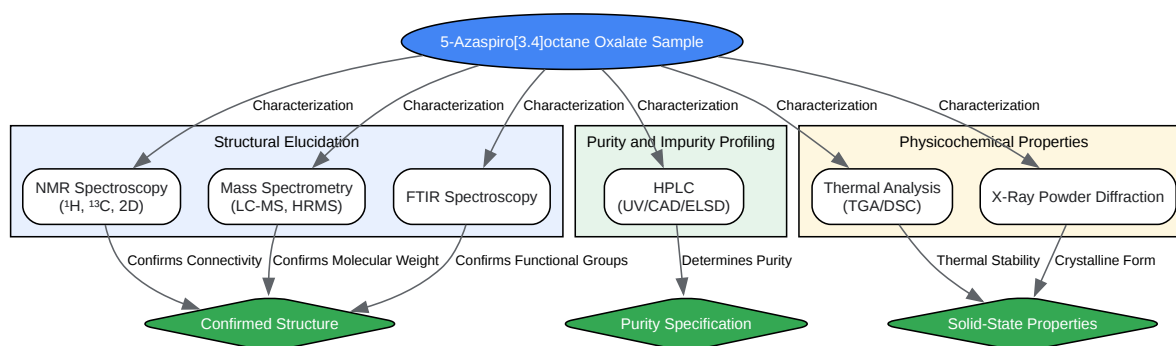 5-Azaspiro[3.4]octane Oxalate Sample
Characterization
Characterization
Characterization
Characterization
Characterization
Characterization
Structural Elucidation
Purity and Impurity Profiling
Physicochemical Properties
NMR Spectroscopy
(¹H, ¹³C, 2D)
Mass Spectrometry
(LC-MS, HRMS)
FTIR Spectroscopy
HPLC
(UV/CAD/ELSD)
Thermal Analysis
(TGA/DSC)
X-Ray Powder Diffraction
Confirms Connectivity
Confirms Molecular Weight
Confirms Functional Groups
Determines Purity
Thermal Stability
Crystalline Form
Confirmed Structure
Purity Specification
Solid-State Properties